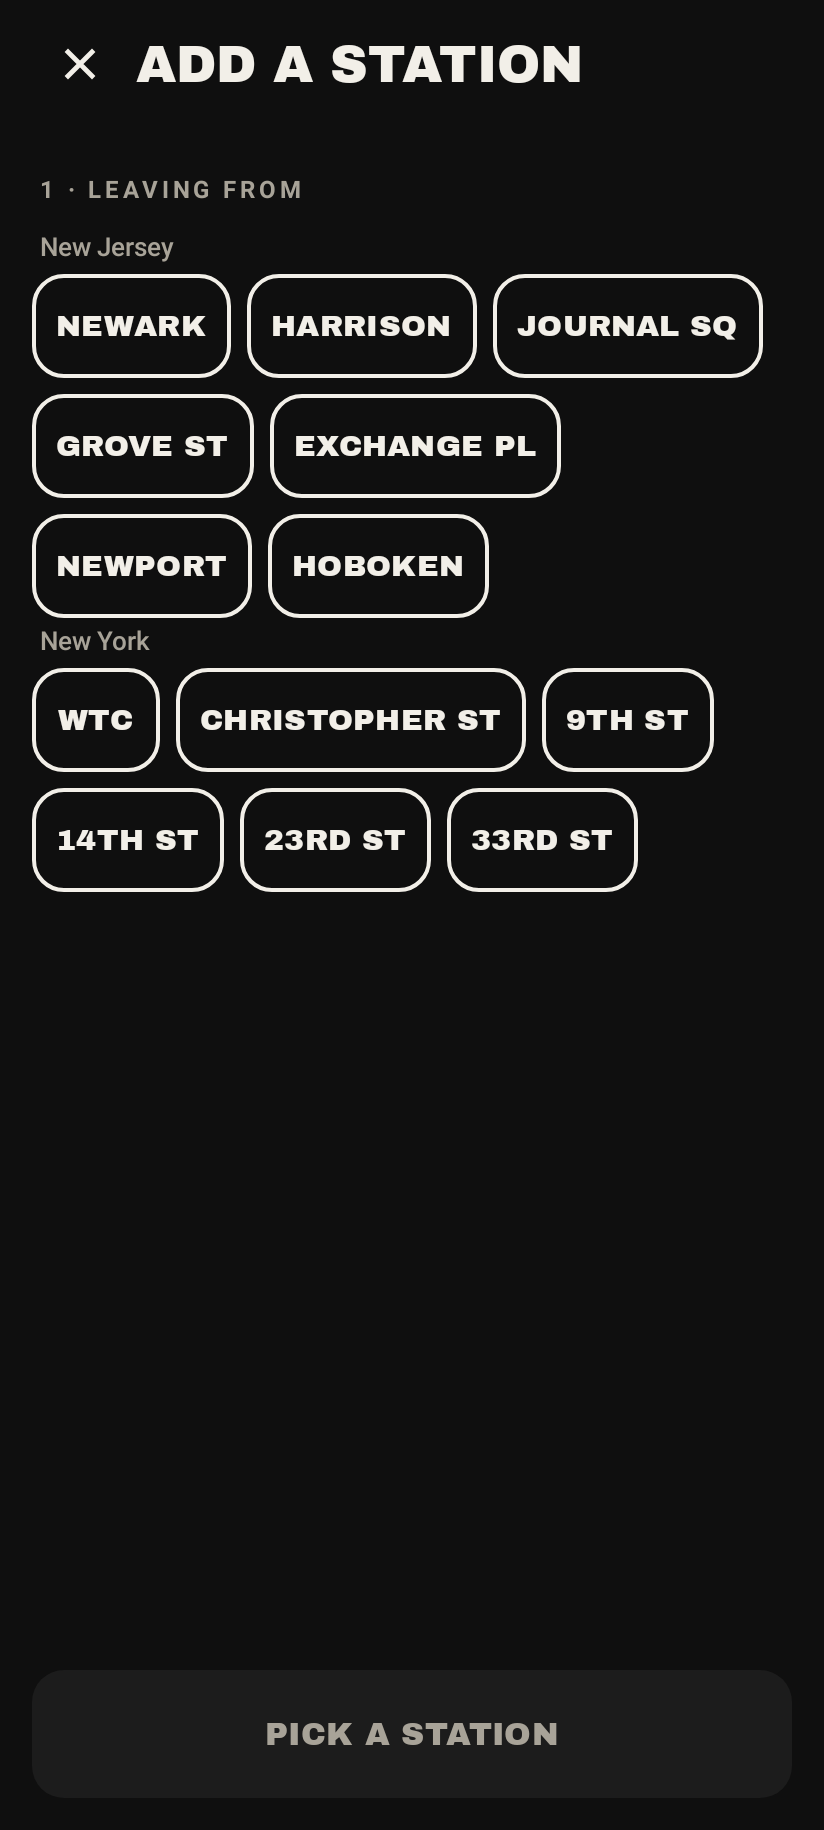 ADD A STATION
1 · LEAVING FROM
New Jersey
NEWARK HARRISON JOURNAL SQ
GROVE ST EXCHANGE PL
NEWPORT HOBOKEN
New York
WTC CHRISTOPHER ST 9TH ST
14TH ST 23RD ST 33RD ST
PICK A STATION